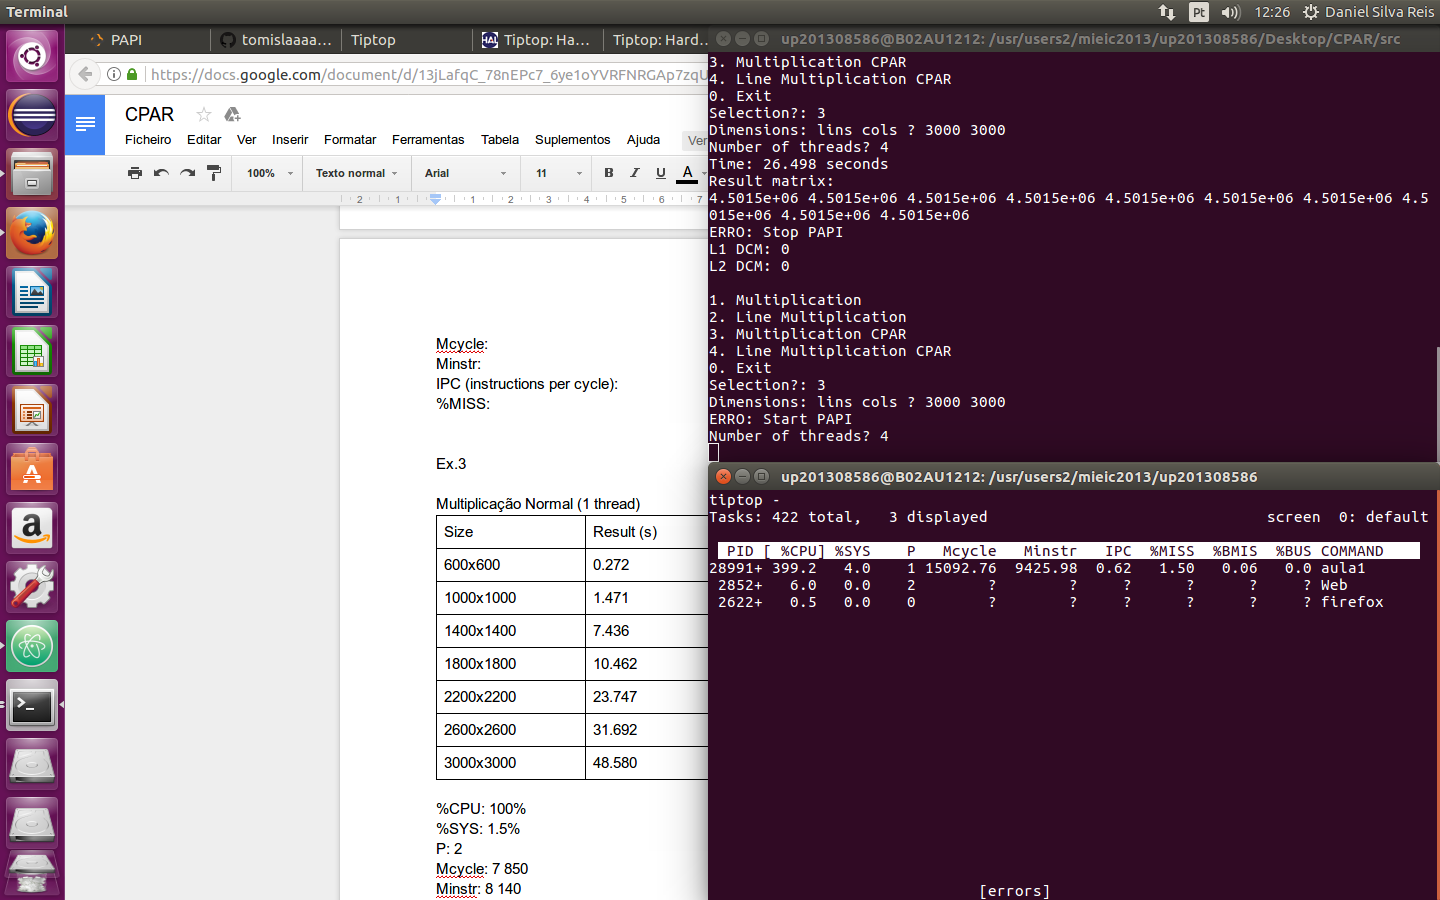 Terminal
Pt
12:26
Daniel Silva Reis
PAPI
tomislaaaa...
Tiptop
HAL
Tiptop: Ha...
Tiptop: Hard...
https://docs.google.com/document/d/13jLafqC_78nEPc7_6ye1oYVRFNRGAp7zqU
CPAR
Ficheiro Editar Ver Inserir Formatar Ferramentas Tabela Suplementos Ajuda Ver
100% Texto normal Arial 11 B I U A
2 1 1 2 3 4 5 6 7
Mcycle:
Minstr:
IPC (instructions per cycle):
%MISS:
Ex.3
Multiplicação Normal (1 thread)
Size Result (s)
600x600 0.272
1000x1000 1.471
1400x1400 7.436
1800x1800 10.462
2200x2200 23.747
2600x2600 31.692
3000x3000 48.580
%CPU: 100%
%SYS: 1.5%
P: 2
Mcycle: 7 850
Minstr: 8 140
up201308586@B02AU1212: /usr/users2/mieic2013/up201308586/Desktop/CPAR/src
3. Multiplication CPAR
4. Line Multiplication CPAR
0. Exit
Selection?: 3
Dimensions: lins cols ? 3000 3000
Number of threads? 4
Time: 26.498 seconds
Result matrix:
4.5015e+06 4.5015e+06 4.5015e+06 4.5015e+06 4.5015e+06 4.5015e+06 4.5015e+06 4.5
015e+06 4.5015e+06 4.5015e+06
ERRO: Stop PAPI
L1 DCM: 0
L2 DCM: 0
1. Multiplication
2. Line Multiplication
3. Multiplication CPAR
4. Line Multiplication CPAR
0. Exit
Selection?: 3
Dimensions: lins cols ? 3000 3000
ERRO: Start PAPI
Number of threads? 4
up201308586@B02AU1212: /usr/users2/mieic2013/up201308586
tiptop -
Tasks: 422 total, 3 displayed screen 0: default
PID [ %CPU] %SYS P Mcycle Minstr IPC %MISS %BMIS %BUS COMMAND
28991+ 399.2 4.0 1 15092.76 9425.98 0.62 1.50 0.06 0.0 aula1
2852+ 6.0 0.0 2 ? ? ? ? ? ? Web
2622+ 0.5 0.0 0 ? ? ? ? ? ? firefox
[errors]